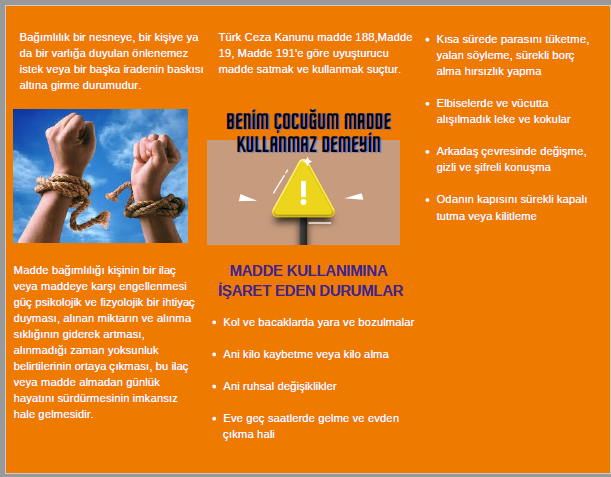 Bağımlılık bir nesneye, bir kişiye ya
da bir varlığa duyulan önlenemez
istek veya bir başka iradenin baskısı
altına girme durumudur.
Madde bağımlılığı kişinin bir ilaç
veya maddeye karşı engellenmesi
güç psikolojik ve fizyolojik bir ihtiyaç
duyması, alınan miktarın ve alınma
sıklığının giderek artması,
alınmadığı zaman yoksunluk
belirtilerinin ortaya çıkması, bu ilaç
veya madde almadan günlük
hayatını sürdürmesinin imkansız
hale gelmesidir.
Türk Ceza Kanunu madde 188,Madde
19, Madde 191'e göre uyuşturucu
madde satmak ve kullanmak suçtur.
BENİM ÇOCUĞUM MADDE
KULLANMAZ DEMEYİN
MADDE KULLANIMINA
İŞARET EDEN DURUMLAR
• Kol ve bacaklarda yara ve bozulmalar
• Ani kilo kaybetme veya kilo alma
• Ani ruhsal değişiklikler
• Eve geç saatlerde gelme ve evden
çıkma hali
• Kısa sürede parasını tüketme,
yalan söyleme, sürekli borç
alma hırsızlık yapma
• Elbiselerde ve vücutta
alışılmadık leke ve kokular
• Arkadaş çevresinde değişme,
gizli ve şifreli konuşma
• Odanın kapısını sürekli kapalı
tutma veya kilitleme